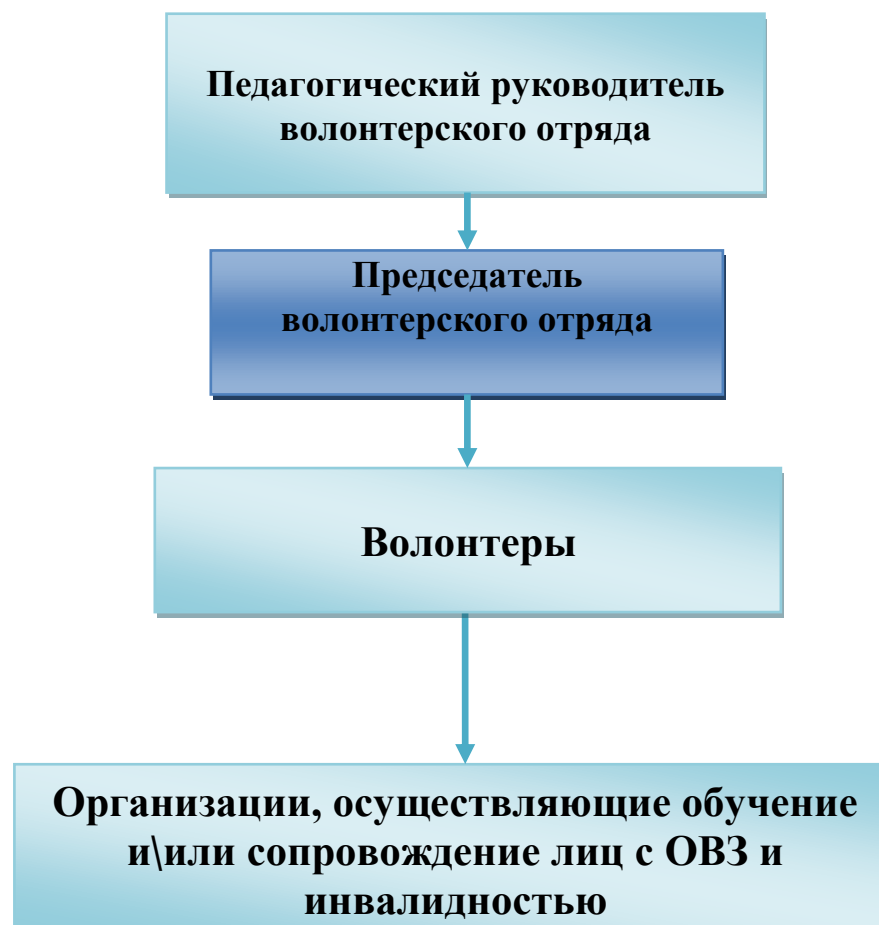 Педагогический руководитель
волонтерского отряда
Председатель
волонтерского отряда
Волонтеры
Организации, осуществляющие обучение
и\или сопровождение лиц с ОВЗ и
инвалидностью